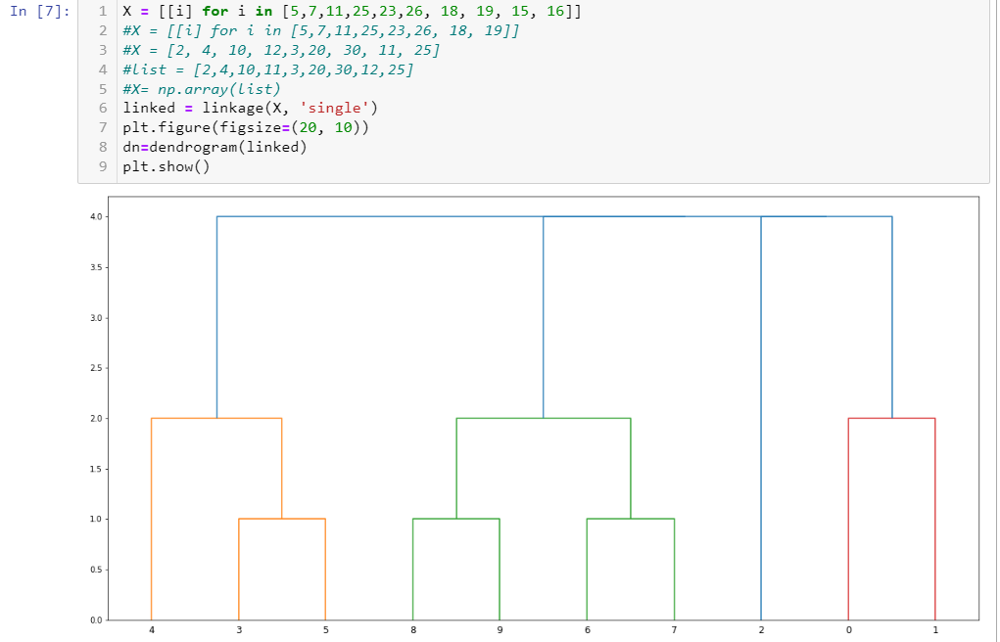 In [7]:
1 X = [[i] for i in [5,7,11,25,23,26, 18, 19, 15, 16]]
2 #X = [[i] for i in [5,7,11,25,23,26, 18, 19]]
3 #X = [2, 4, 10, 12,3,20, 30, 11, 25]
4 #list = [2,4,10,11,3,20,30,12,25]
5 #X= np.array(list)
6 linked = linkage(X, 'single')
7 plt.figure(figsize=(20, 10))
8 dn=dendrogram(linked)
9 plt.show()
4.0
3.5
3.0
2.5
2.0
1.5
1.0
0.5
0.0
4 3 5 8 9 6 7 2 0 1